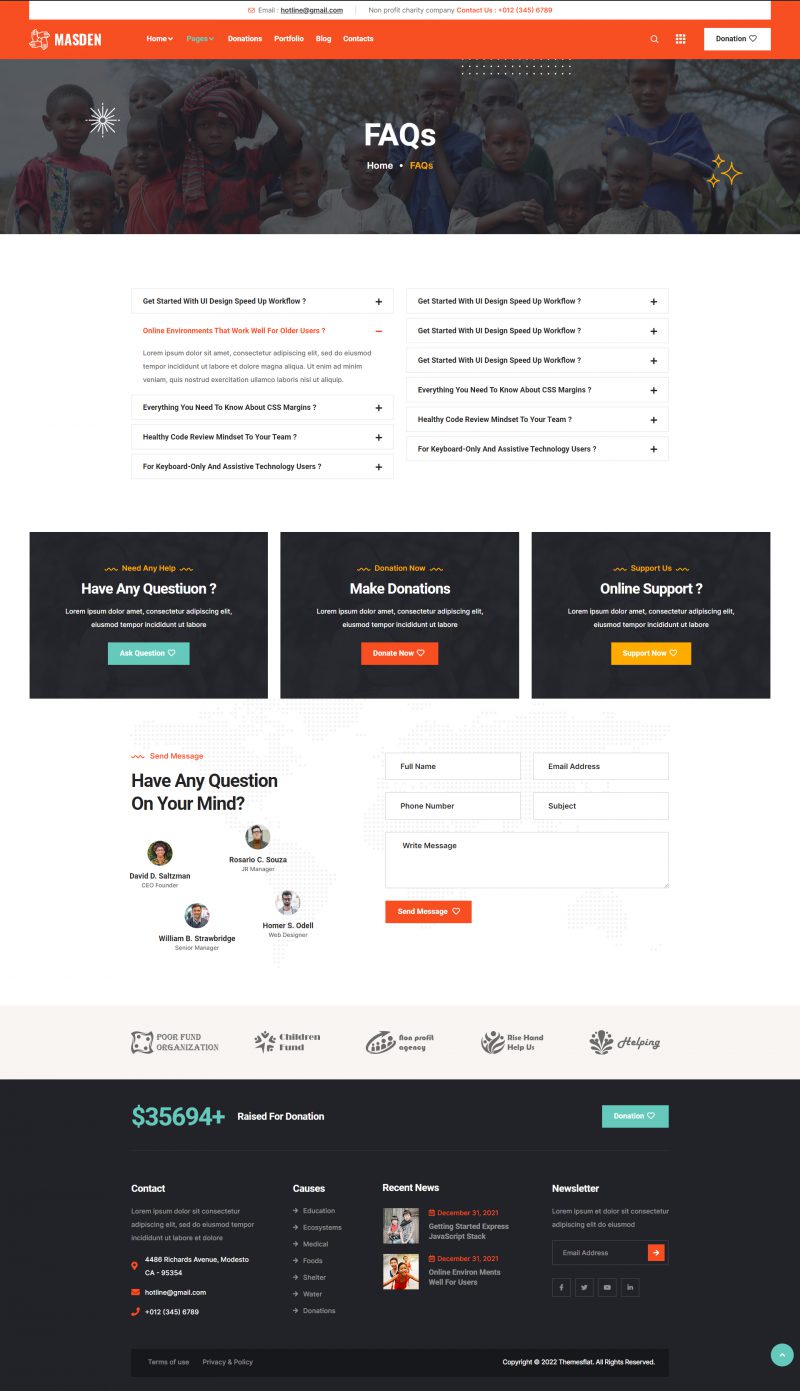 Email : hotline@gmail.com
Non profit charity company Contact Us : +012 (345) 6789
MASDEN
Home Pages Donations Portfolio Blog Contacts
Donation
FAQs
Home • FAQs
Get Started With UI Design Speed Up Workflow ?
Online Environments That Work Well For Older Users ?
Lorem ipsum dolor sit amet, consectetur adipiscing elit, sed do eiusmod
tempor incididunt ut labore et dolore magna aliqua. Ut enim ad minim
veniam, quis nostrud exercitation ullamco laboris nisi ut aliquip.
Everything You Need To Know About CSS Margins ?
Healthy Code Review Mindset To Your Team ?
For Keyboard-Only And Assistive Technology Users ?
Get Started With UI Design Speed Up Workflow ?
Get Started With UI Design Speed Up Workflow ?
Get Started With UI Design Speed Up Workflow ?
Everything You Need To Know About CSS Margins ?
Healthy Code Review Mindset To Your Team ?
For Keyboard-Only And Assistive Technology Users ?
Need Any Help
Have Any Questiuon ?
Lorem ipsum dolor amet, consectetur adipiscing elit,
eiusmod tempor incididunt ut labore
Ask Question
Donation Now
Make Donations
Lorem ipsum dolor amet, consectetur adipiscing elit,
eiusmod tempor incididunt ut labore
Donate Now
Support Us
Online Support ?
Lorem ipsum dolor amet, consectetur adipiscing elit,
eiusmod tempor incididunt ut labore
Support Now
Send Message
Have Any Question
On Your Mind?
Rosario C. Souza
JR Manager
David D. Saltzman
CEO Founder
Homer S. Odell
Web Designer
William B. Strawbridge
Senior Manager
Full Name
Email Address
Phone Number
Subject
Write Message
Send Message
POOR FUND
ORGANIZATION
Children
Fund
Non profit
agency
Rise Hand
Help Us
Helping
$35694+ Raised For Donation
Donation
Contact
Lorem ipsum dolor sit consectetur
adipiscing elit, sed do eiusmod tempor
incididunt ut labore et dolore
4486 Richards Avenue, Modesto
CA - 95354
hotline@gmail.com
+012 (345) 6789
Causes
Education
Ecosystems
Medical
Foods
Shelter
Water
Donations
Recent News
December 31, 2021
Getting Started Express
JavaScript Stack
December 31, 2021
Online Environ Ments
Well For Users
Newsletter
Lorem ipsum et dolor sit consectetur
adipiscing elit do eiusmod
Email Address
Terms of use Privacy & Policy
Copyright © 2022 Themesflat. All Rights Reserved.